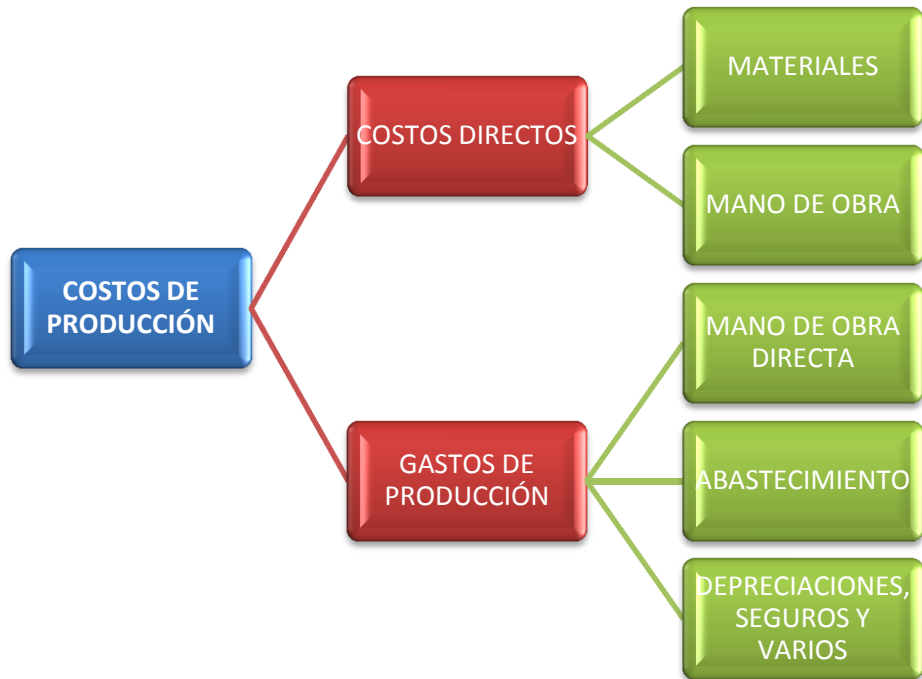 COSTOS DE
PRODUCCIÓN
COSTOS DIRECTOS
MATERIALES
MANO DE OBRA
GASTOS DE
PRODUCCIÓN
MANO DE OBRA
DIRECTA
ABASTECIMIENTO
DEPRECIACIONES,
SEGUROS Y
VARIOS